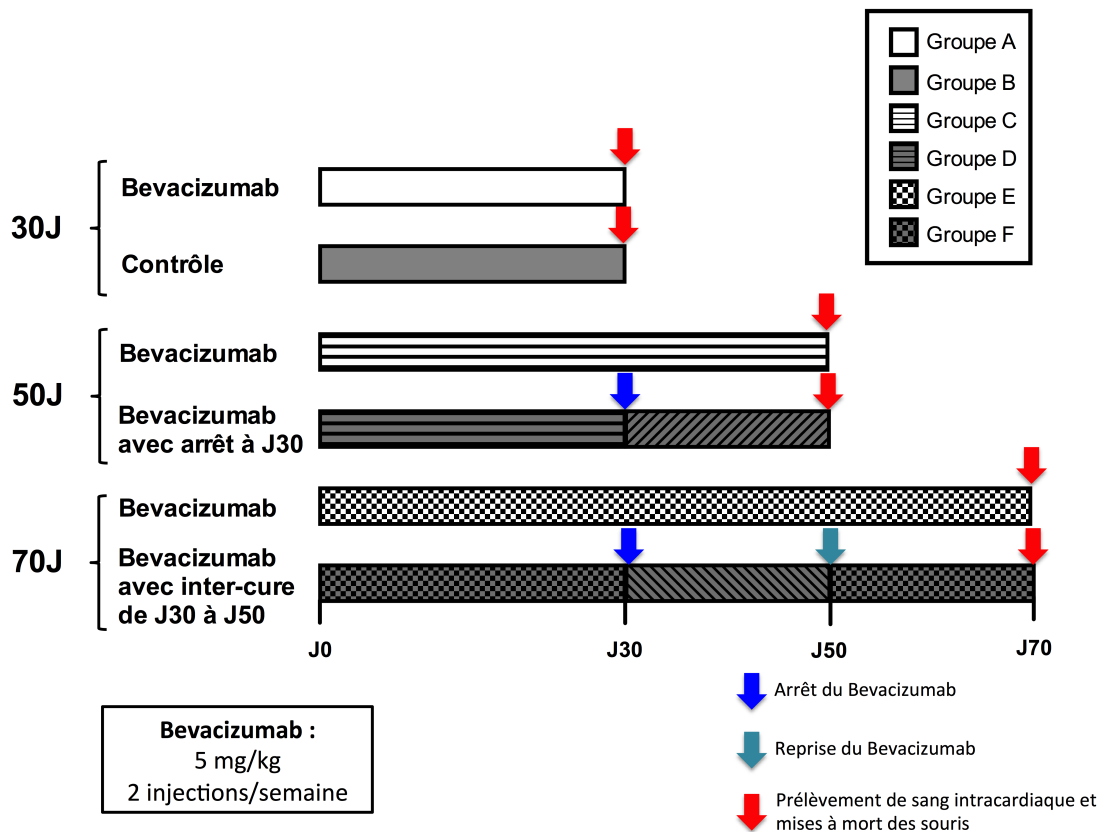 Groupe A
Groupe B
Groupe C
Groupe D
Groupe E
Groupe F
30J
Bevacizumab
Contrôle
50J
Bevacizumab
Bevacizumab
avec arrêt à J30
70J
Bevacizumab
Bevacizumab
avec inter-cure
de J30 à J50
J0
J30
J50
J70
Arrêt du Bevacizumab
Reprise du Bevacizumab
Prélèvement de sang intracardiaque et
mises à mort des souris
Bevacizumab :
5 mg/kg
2 injections/semaine